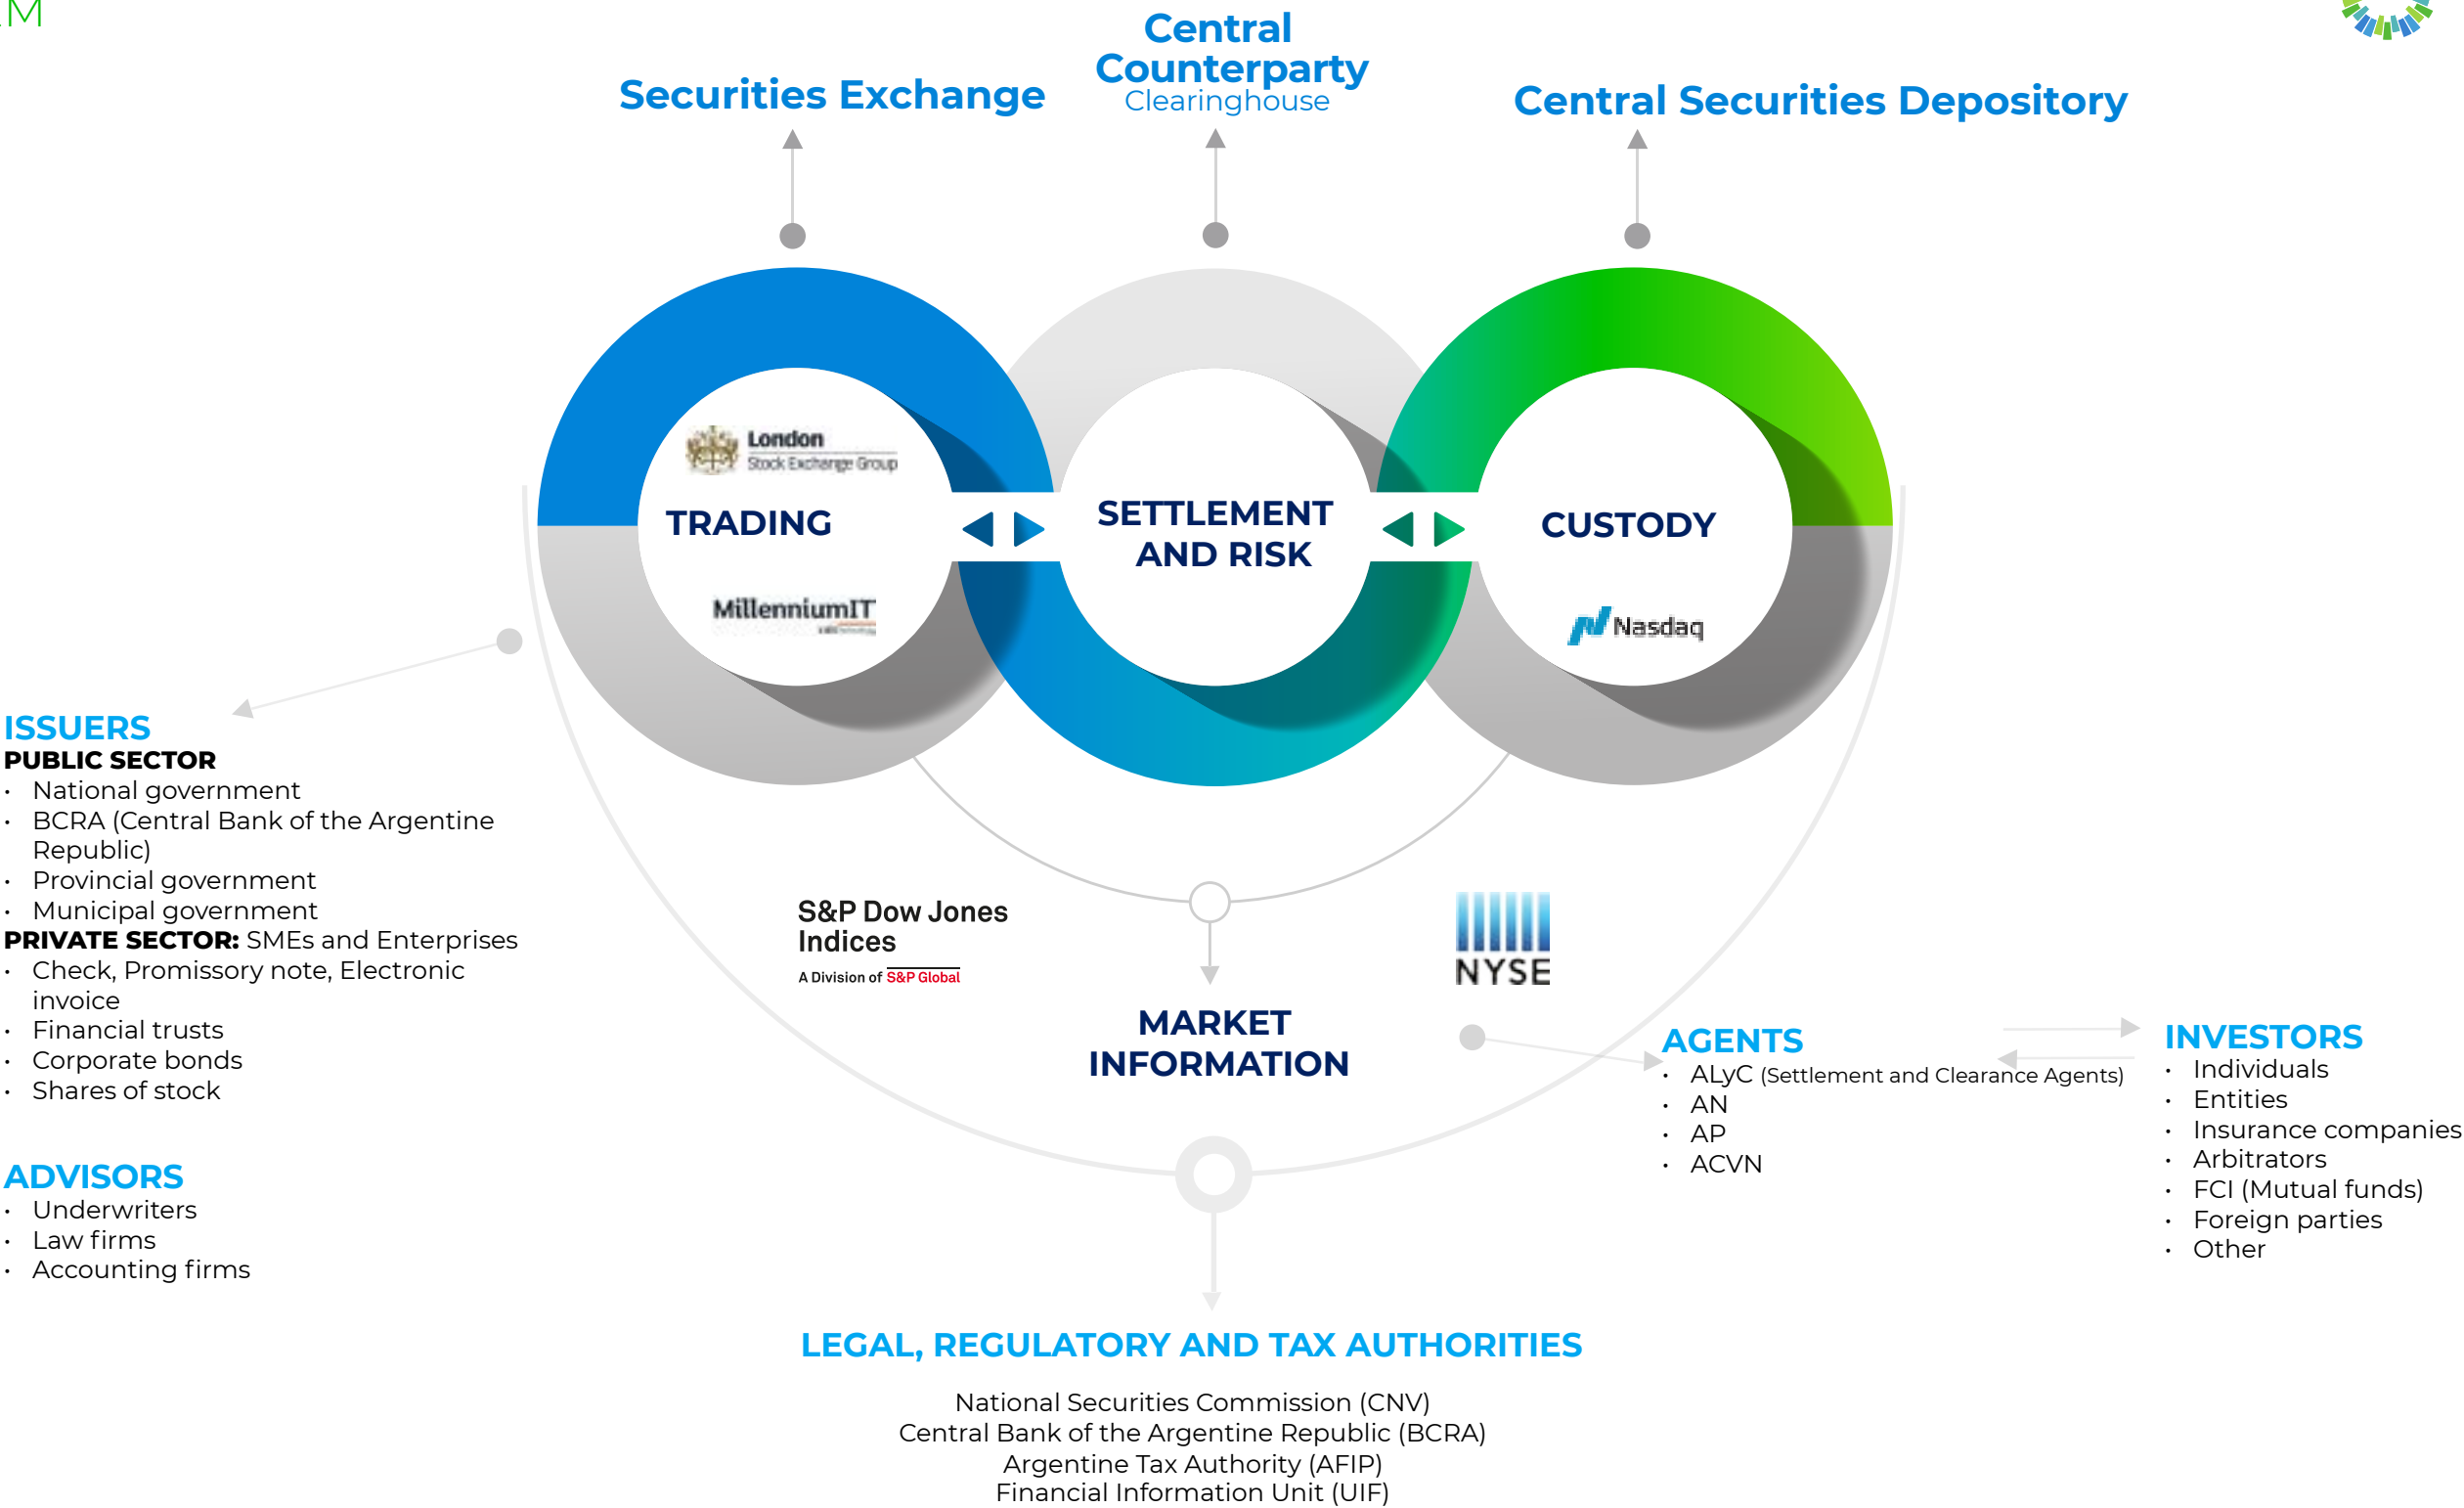 M
Central
Counterparty
Clearinghouse
Securities Exchange
Central Securities Depository
London
Stock Exchange Group
TRADING
MillenniumIT
SETTLEMENT
AND RISK
CUSTODY
Nasdaq
ISSUERS
PUBLIC SECTOR
• National government
• BCRA (Central Bank of the Argentine
Republic)
• Provincial government
• Municipal government
PRIVATE SECTOR: SMEs and Enterprises
• Check, Promissory note, Electronic
invoice
• Financial trusts
• Corporate bonds
• Shares of stock
ADVISORS
• Underwriters
• Law firms
• Accounting firms
S&P Dow Jones
Indices
A Division of S&P Global
NYSE
MARKET
INFORMATION
AGENTS
• ALyC (Settlement and Clearance Agents)
• AN
• AP
• ACVN
INVESTORS
• Individuals
• Entities
• Insurance companies
• Arbitrators
• FCI (Mutual funds)
• Foreign parties
• Other
LEGAL, REGULATORY AND TAX AUTHORITIES
National Securities Commission (CNV)
Central Bank of the Argentine Republic (BCRA)
Argentine Tax Authority (AFIP)
Financial Information Unit (UIF)